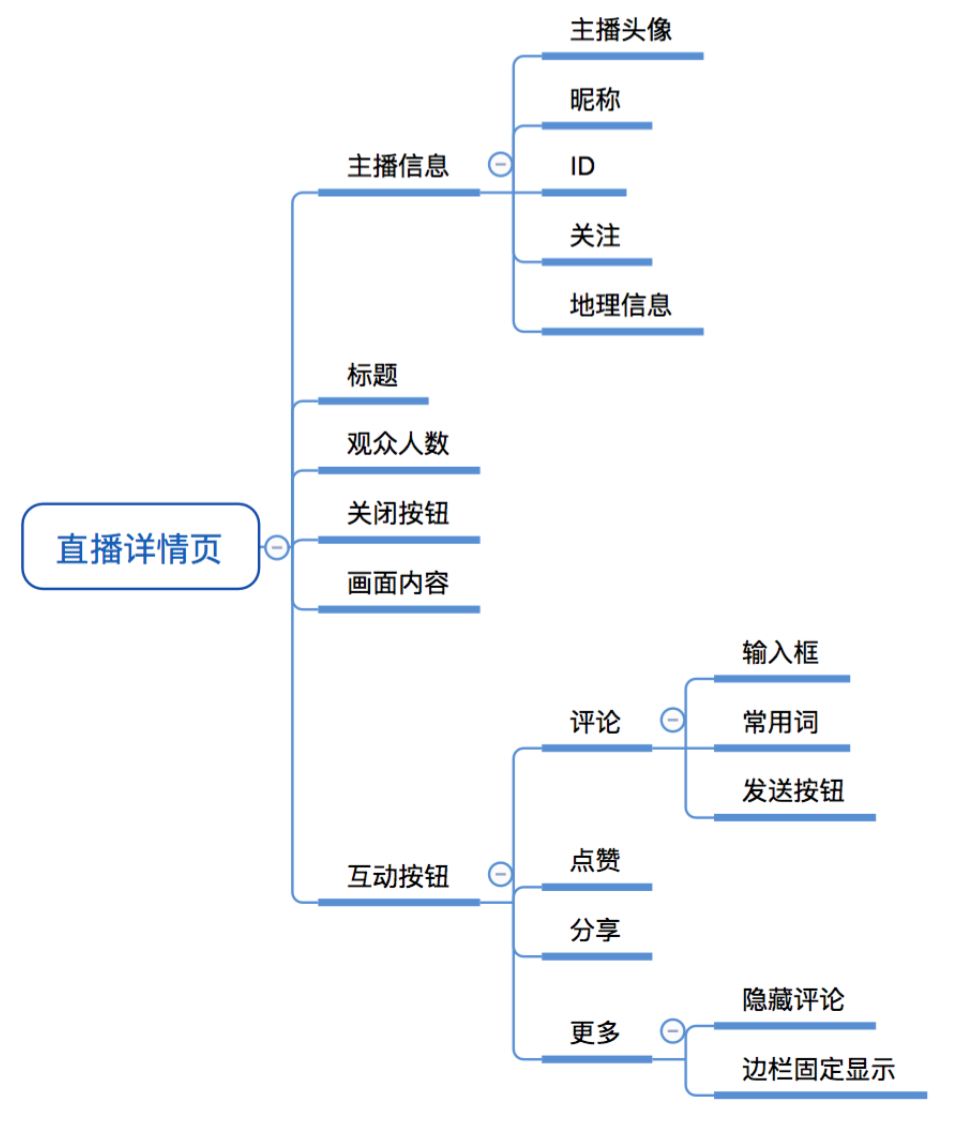 主播头像
昵称
主播信息
ID
关注
地理信息
标题
观众人数
关闭按钮
直播详情页
画面内容
输入框
评论
常用词
发送按钮
点赞
互动按钮
分享
隐藏评论
更多
边栏固定显示